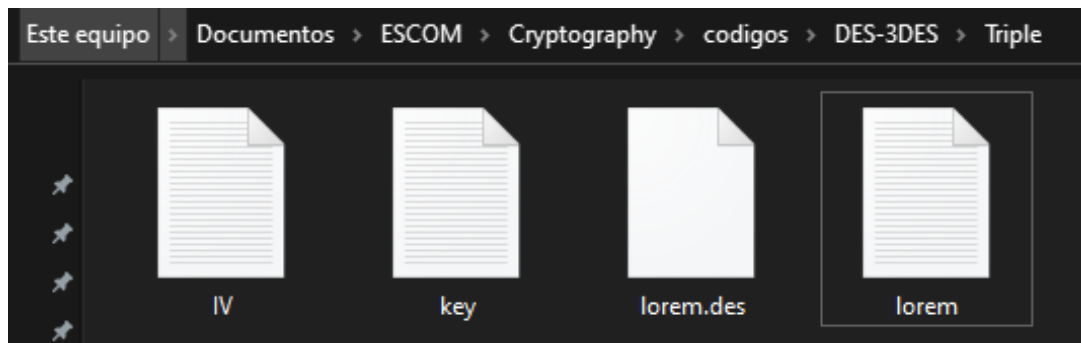 Este equipo > Documentos > ESCOM > Cryptography > codigos > DES-3DES > Triple
IV key lorem.des lorem